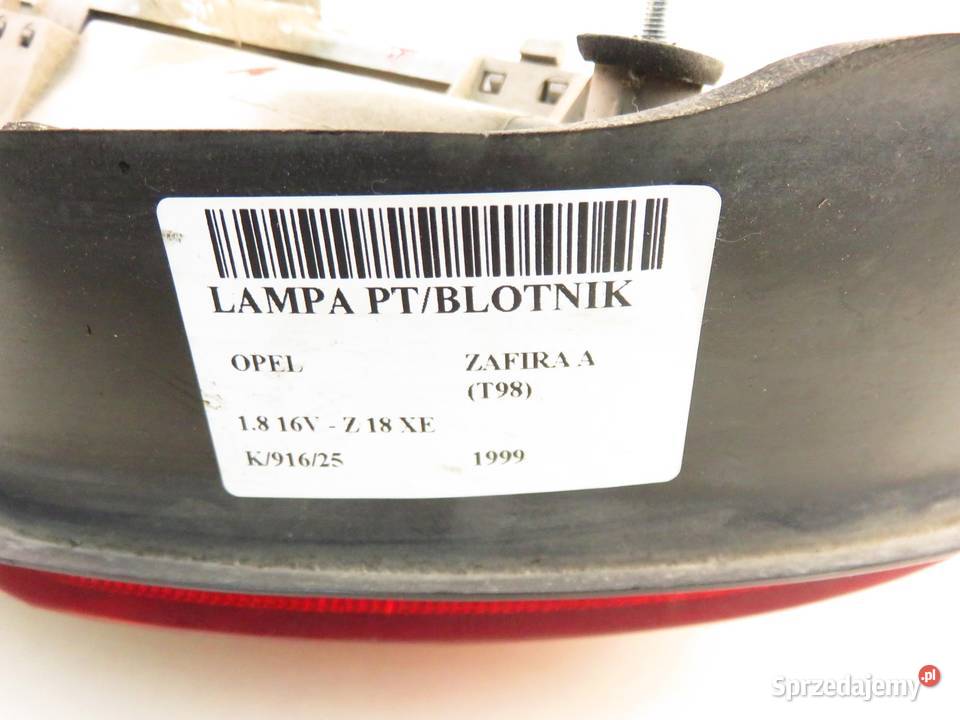 LAMPA PT/BLOTNIK
OPEL ZAFIRA A
(T98)
1.8 16V - Z 18 XE
K/916/25 1999
Sprzedajemy.pl